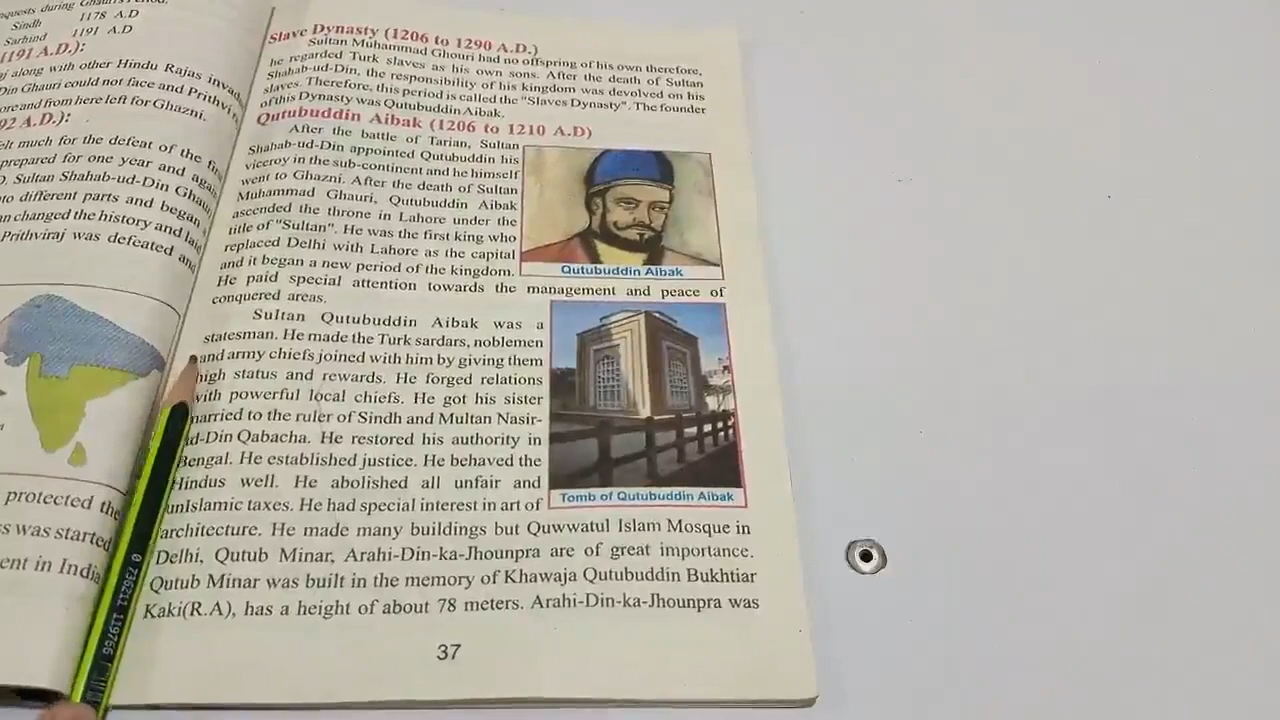 nquests during Ghauri's Period.
Sindh 1178 A.D
Sarhind 1191 A.D
(1191 A.D.):
along with other Hindu Rajas
Din Ghauri could not face and
ore and from here left for Ghazni.
92 A.D.):
elt much for the defeat of the
prepared for one year and
Sultan Shahab-ud-Din
to different parts and began
an changed the history and
Prithviraj was defeated and
protected the
s was started
ent in India
Slave Dynasty (1206 to 1290 A.D.)
Sultan Muhammad Ghouri had no offspring of his own therefore,
he regarded Turk slaves as his own sons. After the death of Sultan
Shahab-ud-Din, the responsibility of his kingdom was devolved on his
slaves. Therefore, this period is called the "Slaves Dynasty". The founder
of this Dynasty was Qutubuddin Aibak.
Qutubuddin Aibak (1206 to 1210 A.D)
After the battle of Tarian, Sultan
Shahab-ud-Din appointed Qutubuddin his
viceroy in the sub-continent and he himself
went to Ghazni. After the death of Sultan
Muhammad Ghauri, Qutubuddin Aibak
ascended the throne in Lahore under the
title of "Sultan". He was the first king who
replaced Delhi with Lahore as the capital
and it began a new period of the kingdom.
Qutubuddin Aibak
He paid special attention towards the management and peace of
conquered areas.
Sultan Qutubuddin Aibak was a
statesman. He made the Turk sardars, noblemen
and army chiefs joined with him by giving them
high status and rewards. He forged relations
with powerful local chiefs. He got his sister
married to the ruler of Sindh and Multan Nasir-
ud-Din Qabacha. He restored his authority in
Bengal. He established justice. He behaved the
Hindus well. He abolished all unfair and
unIslamic taxes. He had special interest in art of
Tomb of Qutubuddin Aibak
architecture. He made many buildings but Quwwatul Islam Mosque in
Delhi, Qutub Minar, Arahi-Din-ka-Jhounpra are of great importance.
Qutub Minar was built in the memory of Khawaja Qutubuddin Bukhtiar
Kaki(R.A), has a height of about 78 meters. Arahi-Din-ka-Jhounpra was
37
0 736211 119766